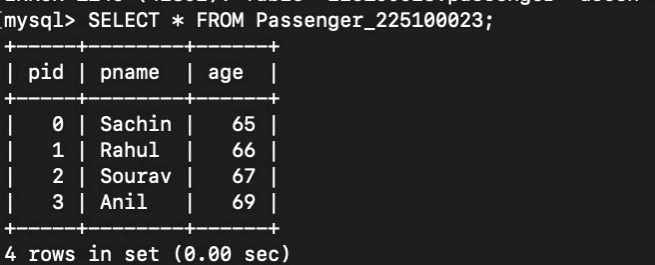 mysql> SELECT * FROM Passenger_225100023;
+-----+--------+------+
| pid | pname  | age  |
+-----+--------+------+
|   0 | Sachin |   65 |
|   1 | Rahul  |   66 |
|   2 | Sourav |   67 |
|   3 | Anil   |   69 |
+-----+--------+------+
4 rows in set (0.00 sec)